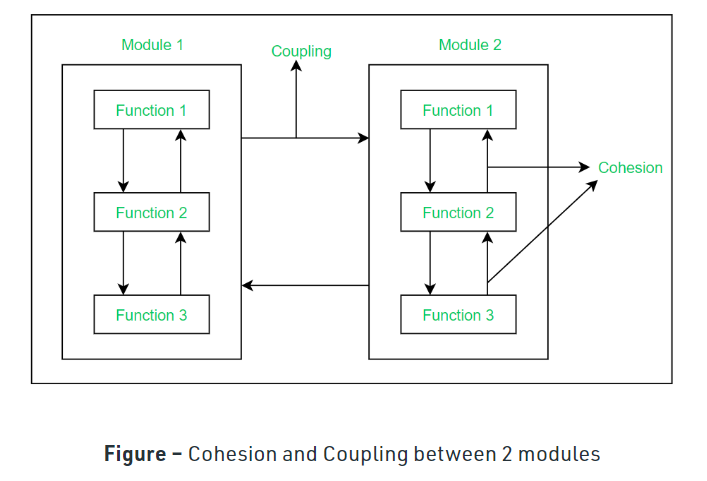 Module 1
Coupling
Module 2
Function 1
Function 1
Cohesion
Function 2
Function 2
Function 3
Function 3
Figure – Cohesion and Coupling between 2 modules